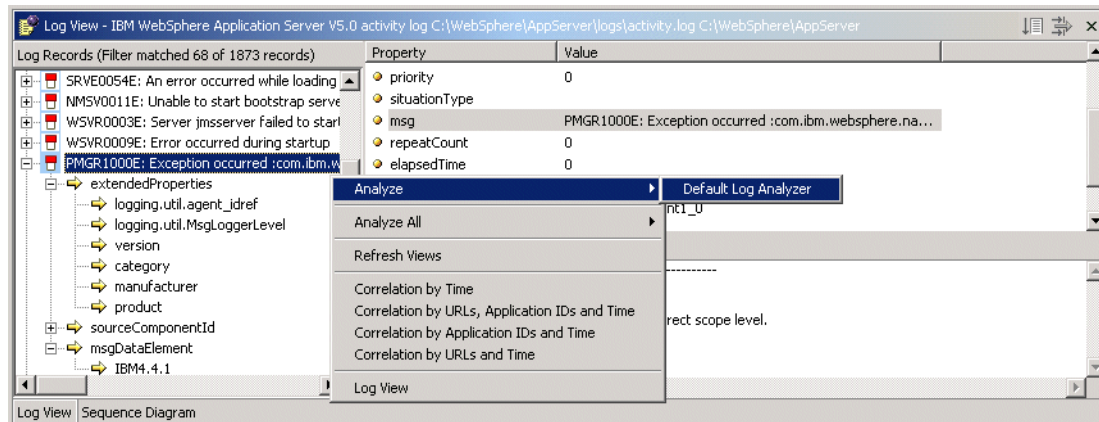 Log View - IBM WebSphere Application Server V5.0 activity log C:\WebSphere\AppServer\logs\activity.log C:\WebSphere\AppServer
Log Records (Filter matched 68 of 1873 records)
Property Value
SRVE0054E: An error occurred while loading
NMSV0011E: Unable to start bootstrap serve
WSVR0003E: Server jmsserver failed to start
WSVR0009E: Error occurred during startup
PMGR1000E: Exception occurred :com.ibm.w
extendedProperties
logging.util.agent_idref
logging.util.MsgLoggerLevel
version
category
manufacturer
product
sourceComponentId
msgDataElement
IBM4.4.1
priority 0
situationType
msg PMGR1000E: Exception occurred :com.ibm.websphere.na...
repeatCount 0
elapsedTime 0
nt1_0
----------
rect scope level.
Analyze
Default Log Analyzer
Analyze All
Refresh Views
Correlation by Time
Correlation by URLs, Application IDs and Time
Correlation by Application IDs and Time
Correlation by URLs and Time
Log View
Log View Sequence Diagram